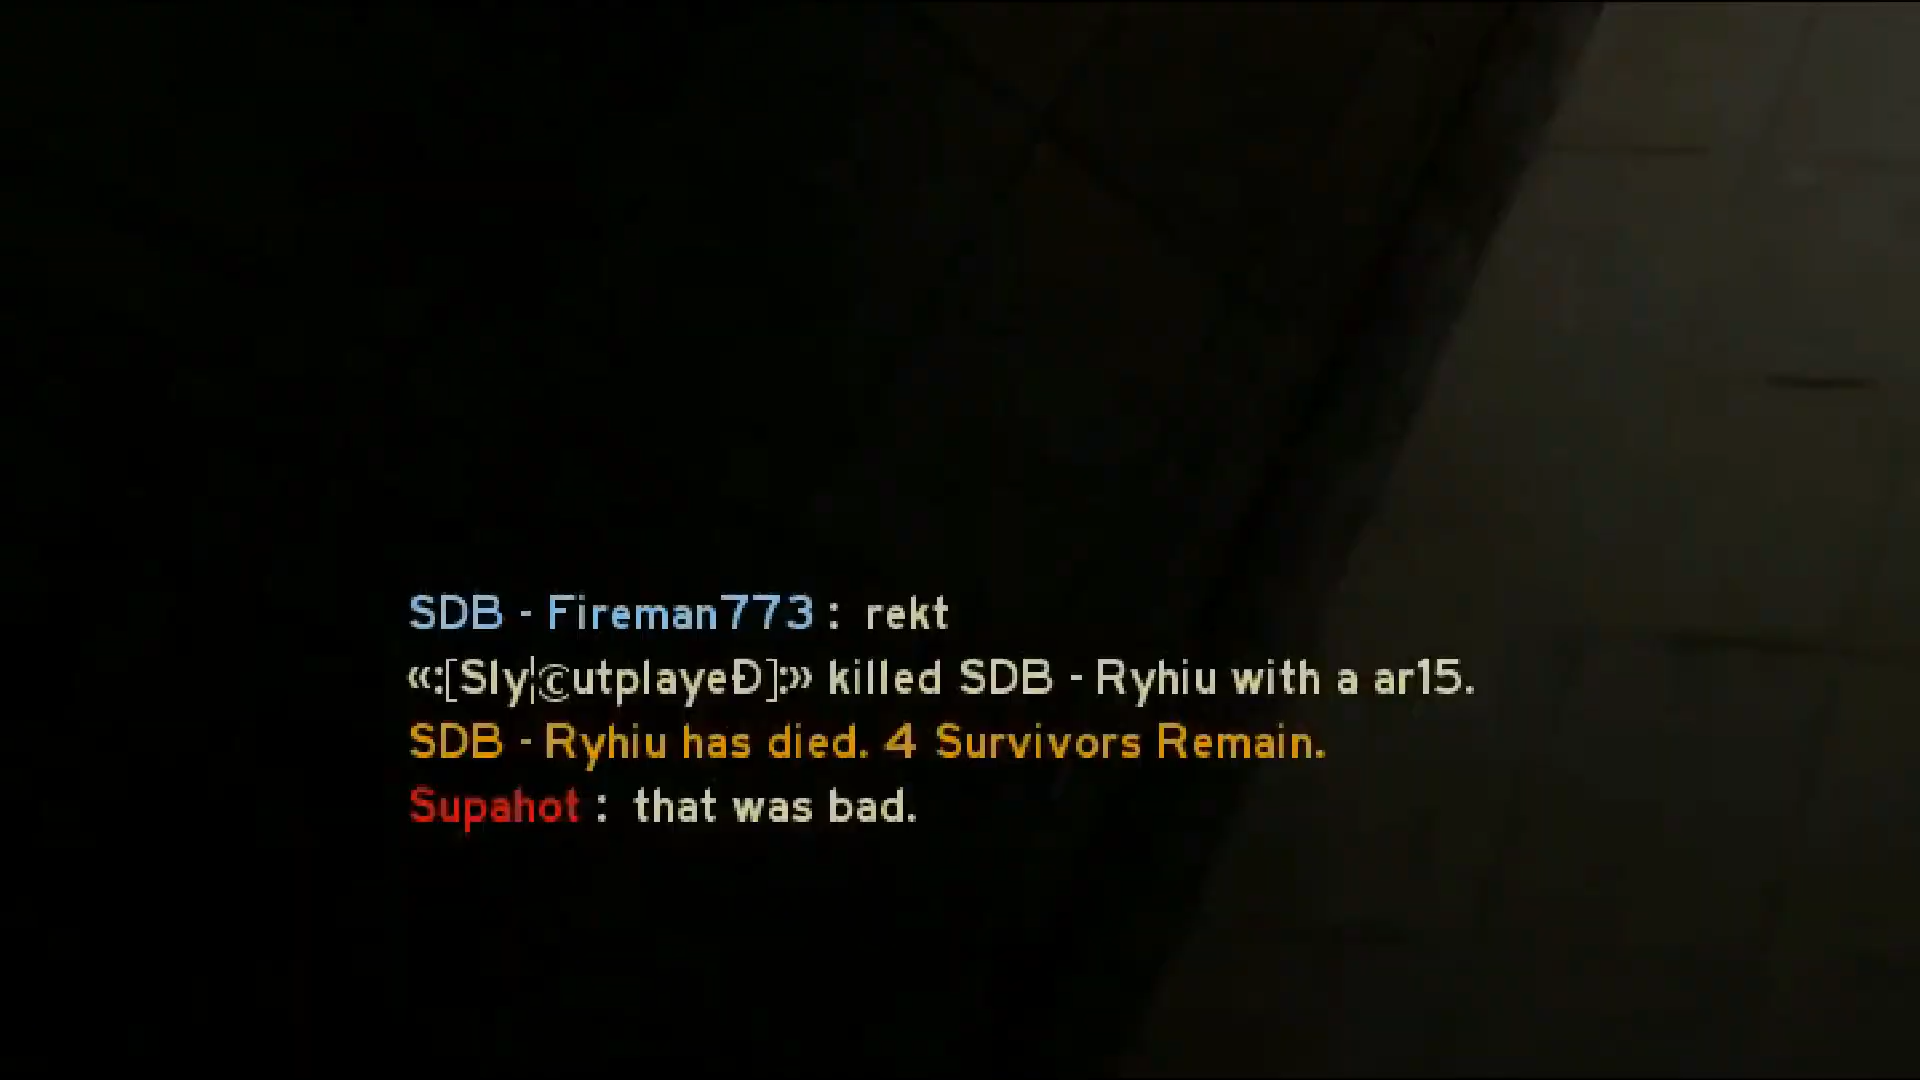 SDB - Fireman773 : rekt
«:[Sly¦©utplayeÐ]:» killed SDB - Ryhiu with a ar15.
SDB - Ryhiu has died. 4 Survivors Remain.
Supahot : that was bad.